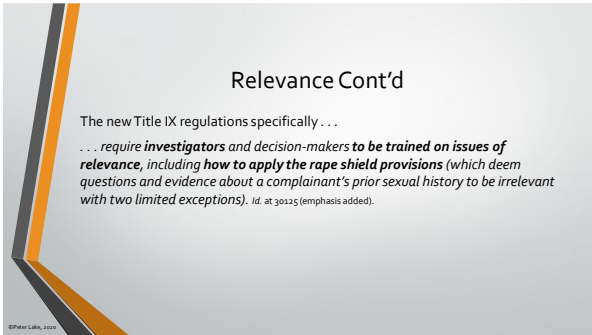 Relevance Cont'd
The new Title IX regulations specifically . . .
. . . require investigators and decision-makers to be trained on issues of
relevance, including how to apply the rape shield provisions (which deem
questions and evidence about a complainant's prior sexual history to be irrelevant
with two limited exceptions). Id. at 30125 (emphasis added).
©Peter Lake, 2020